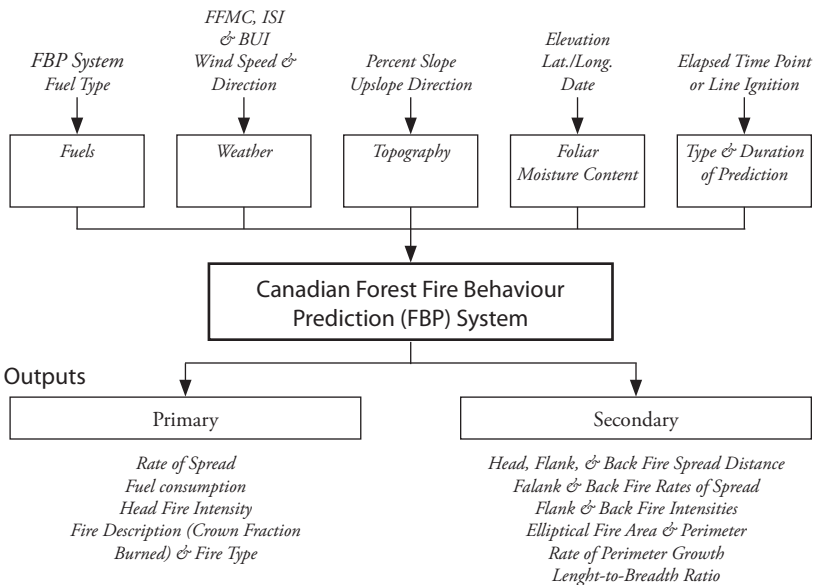 FBP System
Fuel Type
FFMC, ISI
& BUI
Wind Speed &
Direction
Percent Slope
Upslope Direction
Elevation
Lat./Long.
Date
Elapsed Time Point
or Line Ignition
Fuels
Weather
Topography
Foliar
Moisture Content
Type & Duration
of Prediction
Canadian Forest Fire Behaviour
Prediction (FBP) System
Outputs
Primary
Rate of Spread
Fuel consumption
Head Fire Intensity
Fire Description (Crown Fraction
Burned) & Fire Type
Secondary
Head, Flank, & Back Fire Spread Distance
Falank & Back Fire Rates of Spread
Flank & Back Fire Intensities
Elliptical Fire Area & Perimeter
Rate of Perimeter Growth
Lenght-to-Breadth Ratio